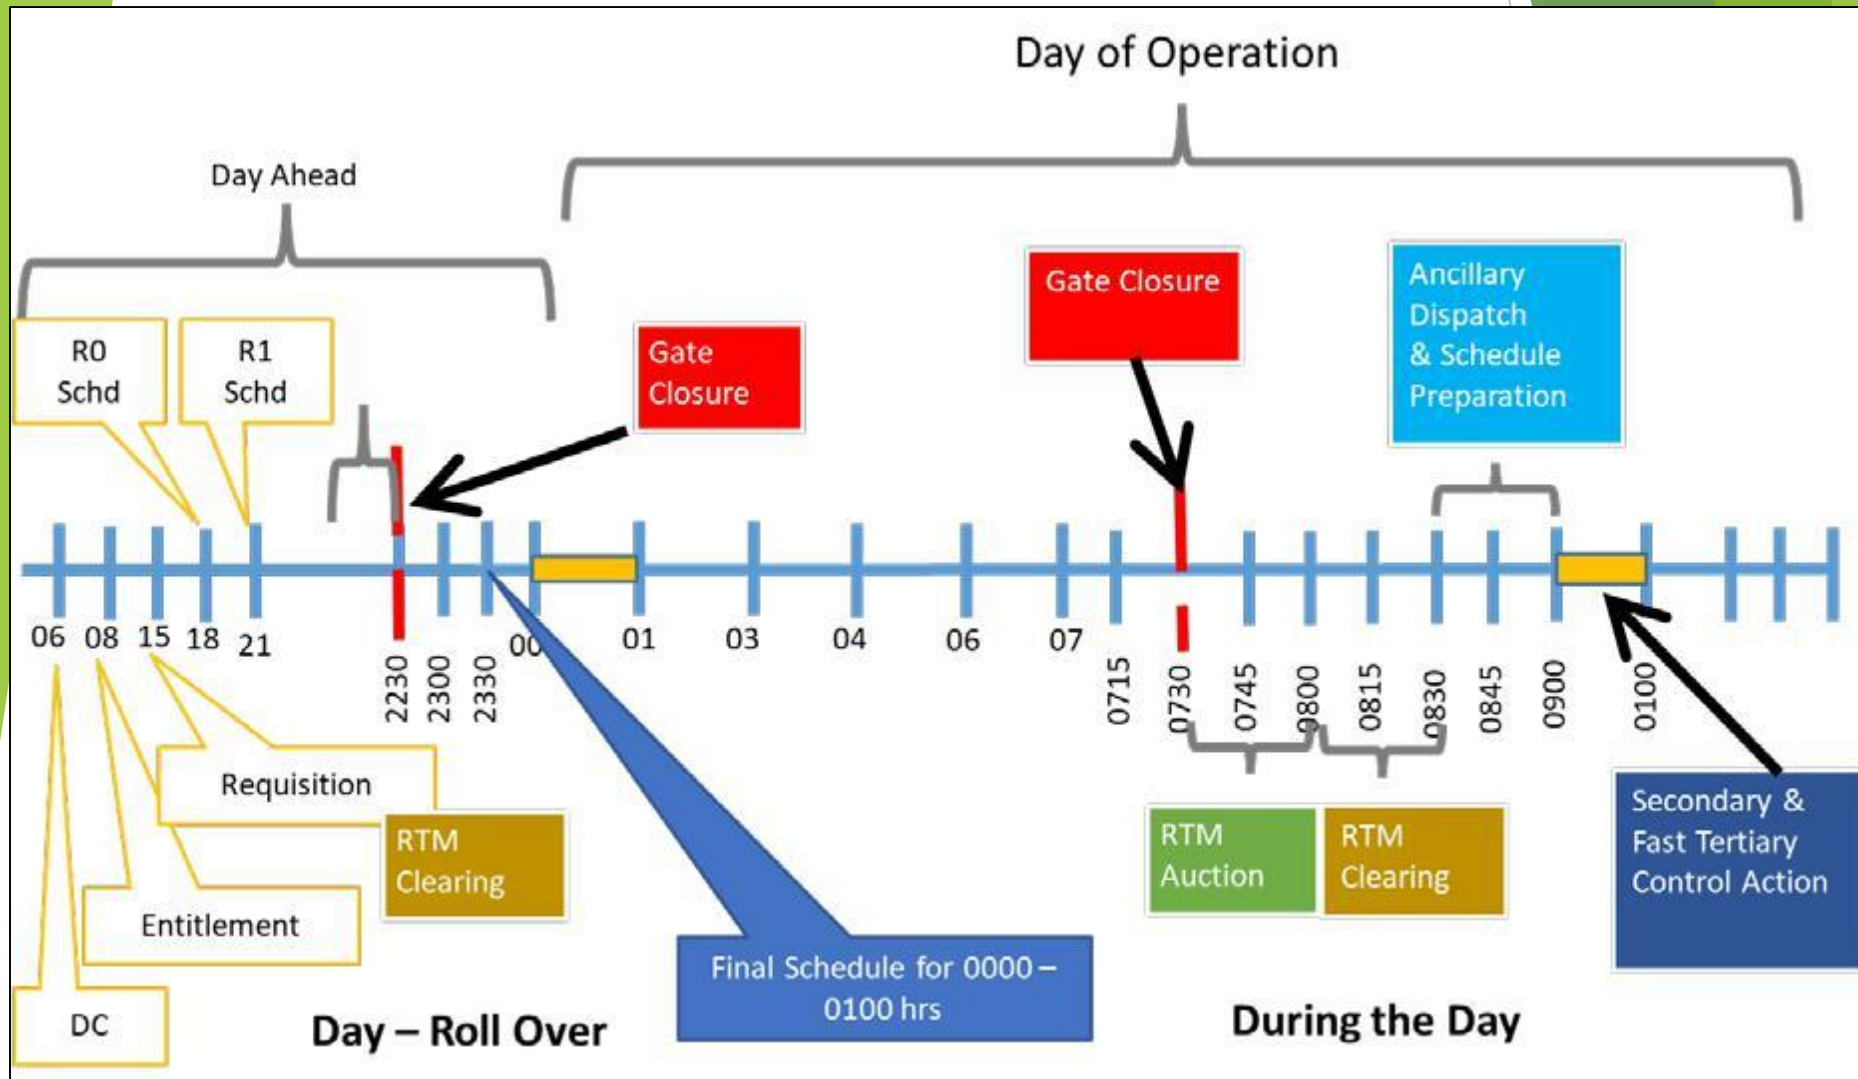 Day of Operation
Day Ahead
R0
Schd
R1
Schd
Gate
Closure
Gate Closure
Ancillary
Dispatch
& Schedule
Preparation
06
08
15
18
21
2230
2300
2330
00
01
03
04
06
07
0715
0730
0745
0800
0815
0830
0845
0900
0100
Requisition
RTM
Clearing
Entitlement
DC
Day – Roll Over
Final Schedule for 0000 –
0100 hrs
RTM
Auction
RTM
Clearing
Secondary &
Fast Tertiary
Control Action
During the Day